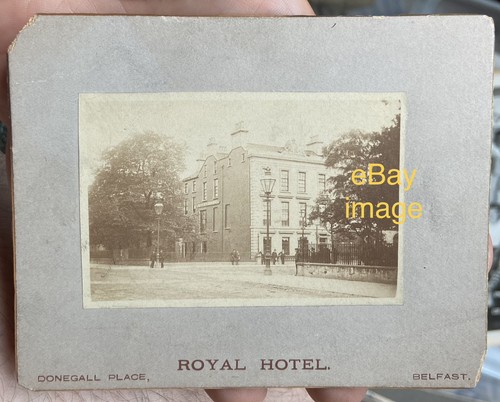 eBay
image
ROYAL HOTEL.
DONEGALL PLACE,
BELFAST.